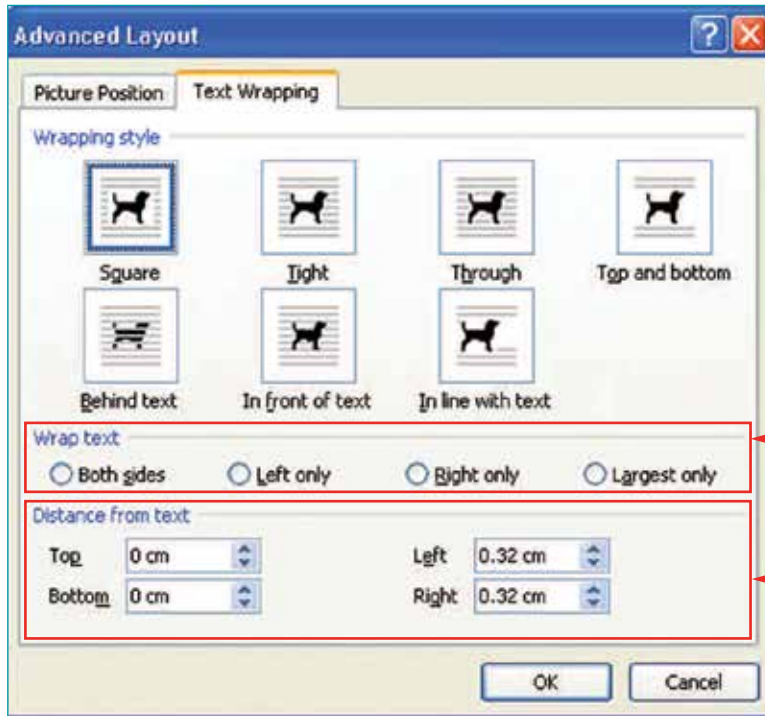 Advanced Layout
Picture Position Text Wrapping
Wrapping style
Square Tight Through Top and bottom
Behind text In front of text In line with text
Wrap text
Both sides Left only Right only Largest only
Distance from text
Top 0 cm Left 0.32 cm
Bottom 0 cm Right 0.32 cm
OK Cancel